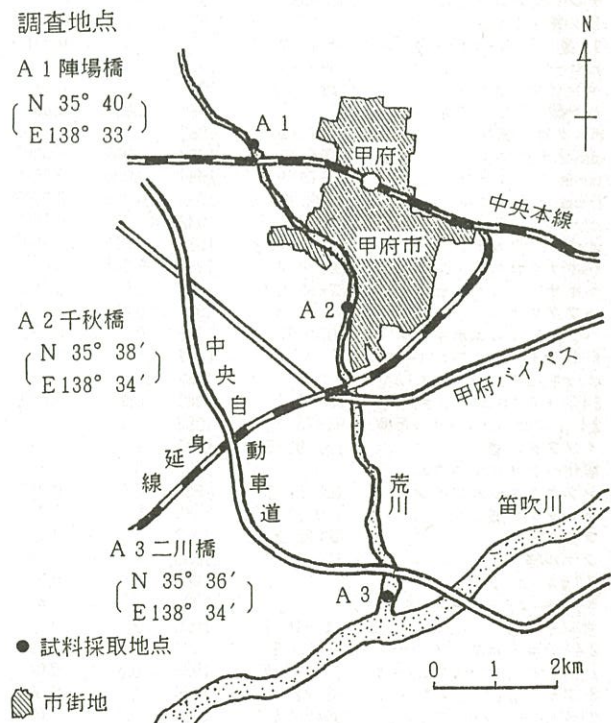 調査地点
A 1 陣場橋
N 35° 40′
E 138° 33′
N
A 1
甲府
中央本線
甲府市
A 2
A 2 千秋橋
N 35° 38′
E 138° 34′
中央自動車道
甲府バイパス
線延身
荒川
笛吹川
A 3 二川橋
N 35° 36′
E 138° 34′
A 3
● 試料採取地点
0 1 2km
市街地